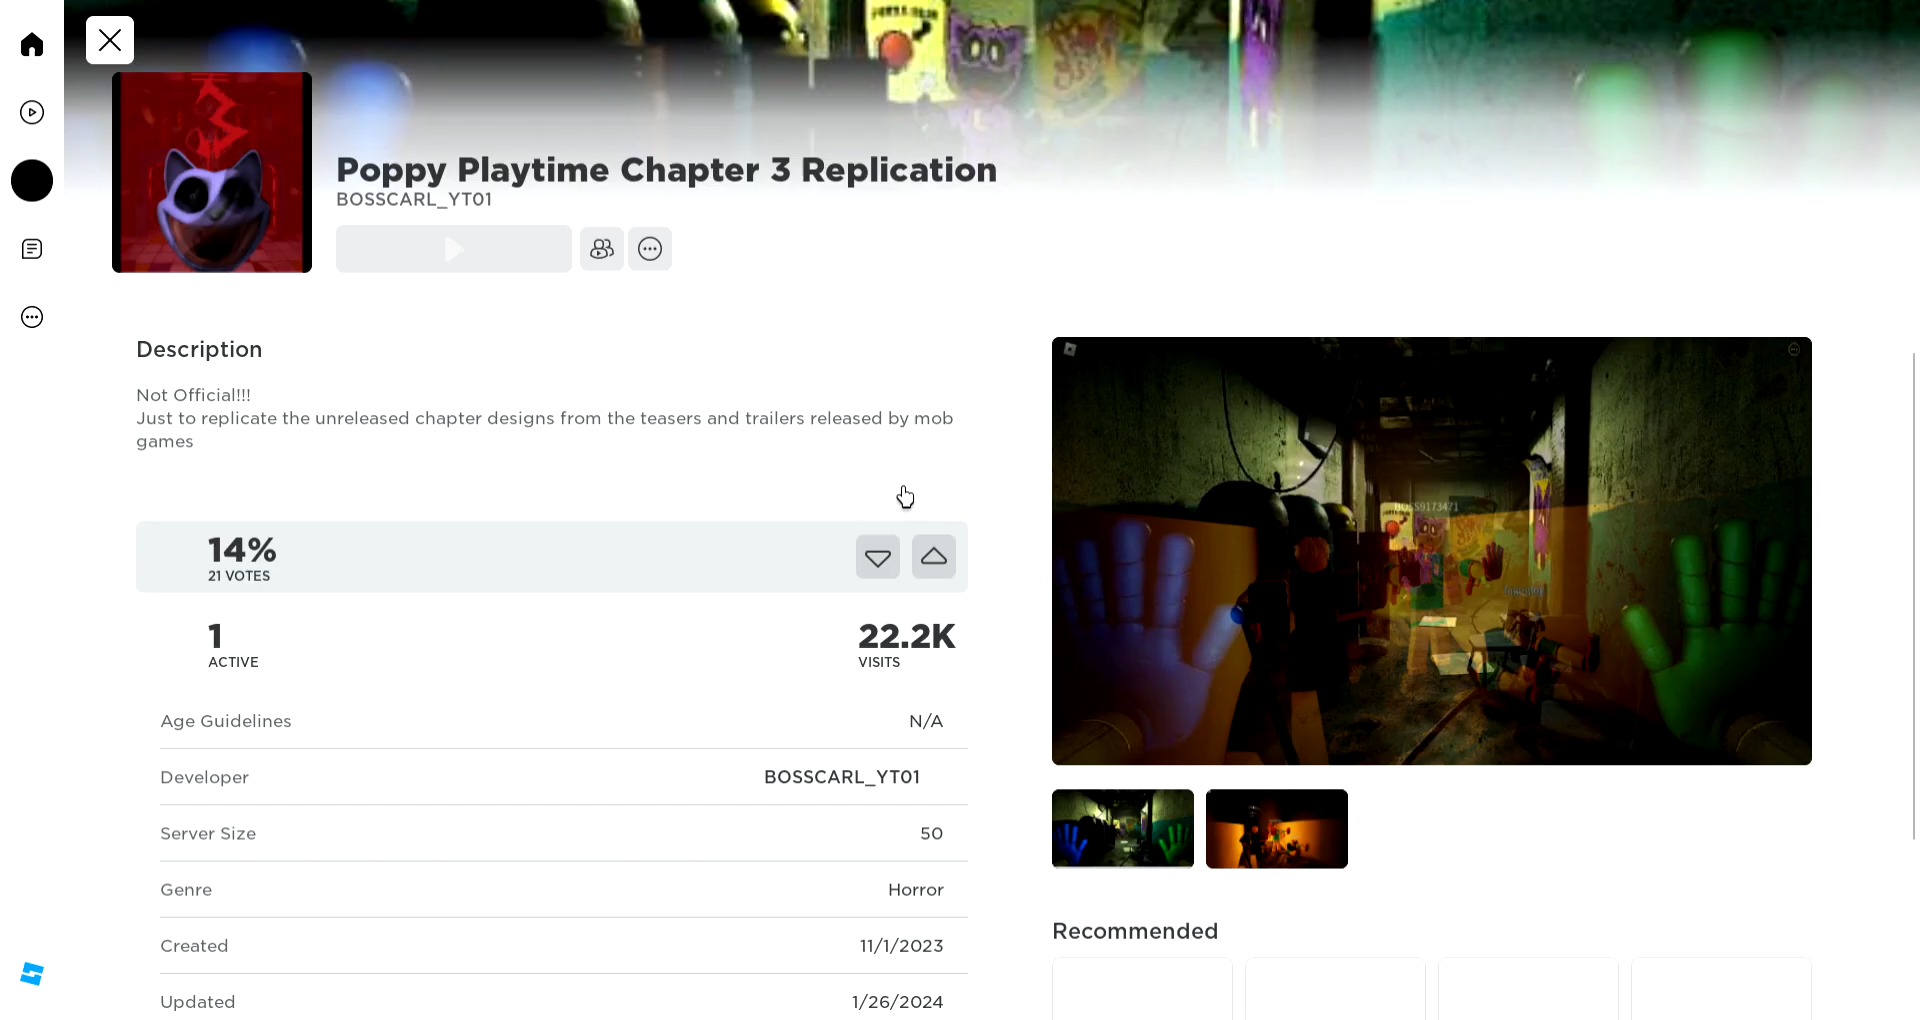 Poppy Playtime Chapter 3 Replication
BOSSCARL_YT01
Description
Not Official!!!
Just to replicate the unreleased chapter designs from the teasers and trailers released by mob
games
14%
21 VOTES
1
ACTIVE
22.2K
VISITS
Age Guidelines
N/A
Developer
BOSSCARL_YT01
Server Size
50
Genre
Horror
Created
11/1/2023
Updated
1/26/2024
BOSS9173471
Recommended